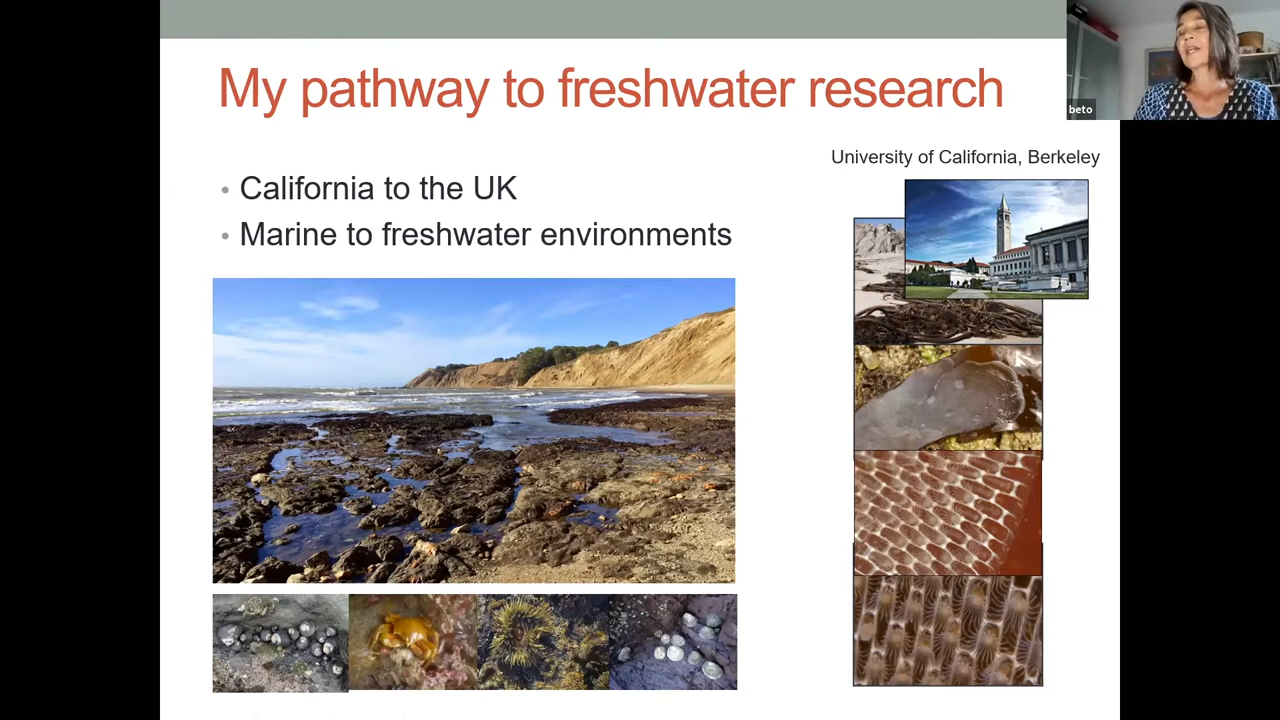 My pathway to freshwater research
beto
University of California, Berkeley
• California to the UK
• Marine to freshwater environments